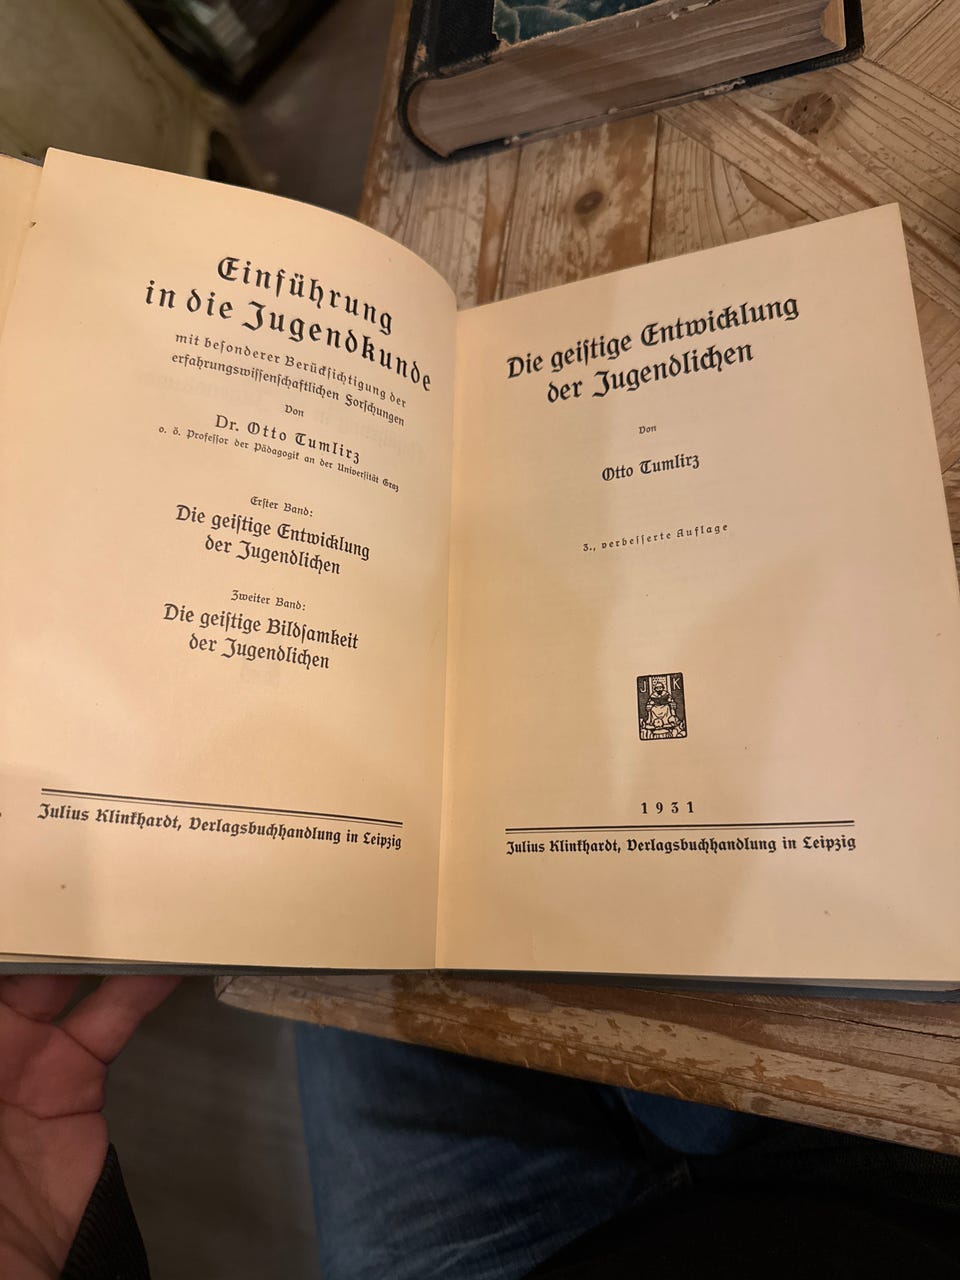 Einführung
in die Jugendkunde
mit beſonderer Berückſichtigung der
erfahrungswiſſenſchaftlichen Forſchungen
Von
Dr. Otto Tumlirz
o. ö. Profeſſor der Pädagogik an der Univerſität Graz
Erſter Band:
Die geiſtige Entwicklung
der Jugendlichen
Zweiter Band:
Die geiſtige Bildſamkeit
der Jugendlichen
Julius Klinkhardt, Verlagsbuchhandlung in Leipzig
Die geiſtige Entwicklung
der Jugendlichen
Von
Otto Tumlirz
3., verbeſſerte Auflage
J K
1931
Julius Klinkhardt, Verlagsbuchhandlung in Leipzig